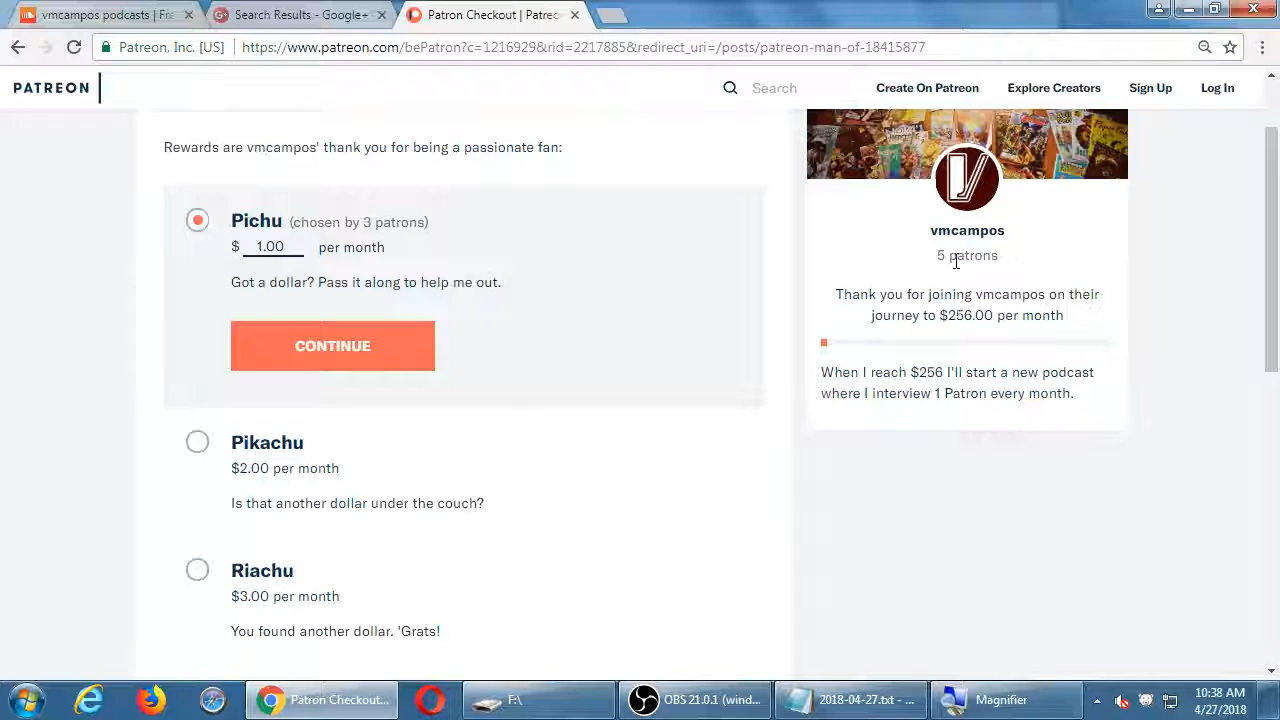 vmcampos podcasts | Fr
Search Results - Google+
Patron Checkout | Patre
Patreon, Inc. [US]
https://www.patreon.com/bePatron?c=1216929&rid=2217885&redirect_uri=/posts/patreon-man-of-18415877
PATREON
Search
Create On Patreon
Explore Creators
Sign Up
Log In
Rewards are vmcampos' thank you for being a passionate fan:
Pichu (chosen by 3 patrons)
$ 1.00 per month
Got a dollar? Pass it along to help me out.
CONTINUE
Pikachu
$2.00 per month
Is that another dollar under the couch?
Riachu
$3.00 per month
You found another dollar. 'Grats!
vmcampos
5 patrons
Thank you for joining vmcampos on their
journey to $256.00 per month
When I reach $256 I'll start a new podcast
where I interview 1 Patron every month.
Patron Checkout...
F:\
OBS 21.0.1 (wind...
2018-04-27.txt - ...
Magnifier
10:38 AM
4/27/2018